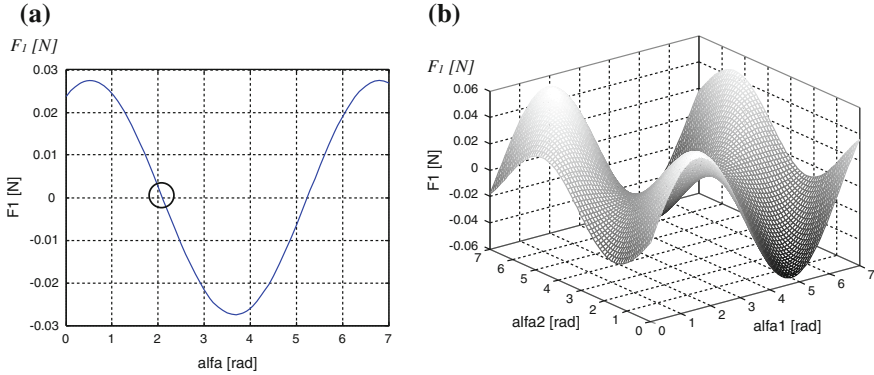 (a)
F₁ [N]
0.03
0.02
0.01
0
-0.01
-0.02
-0.03
F1 [N]
0 1 2 3 4 5 6 7
alfa [rad]
(b)
F₁ [N]
0.06
0.04
0.02
0
-0.02
-0.04
-0.06
F1 [N]
7 6 5 4 3 2 1 0
alfa2 [rad]
0 1 2 3 4 5 6 7
alfa1 [rad]